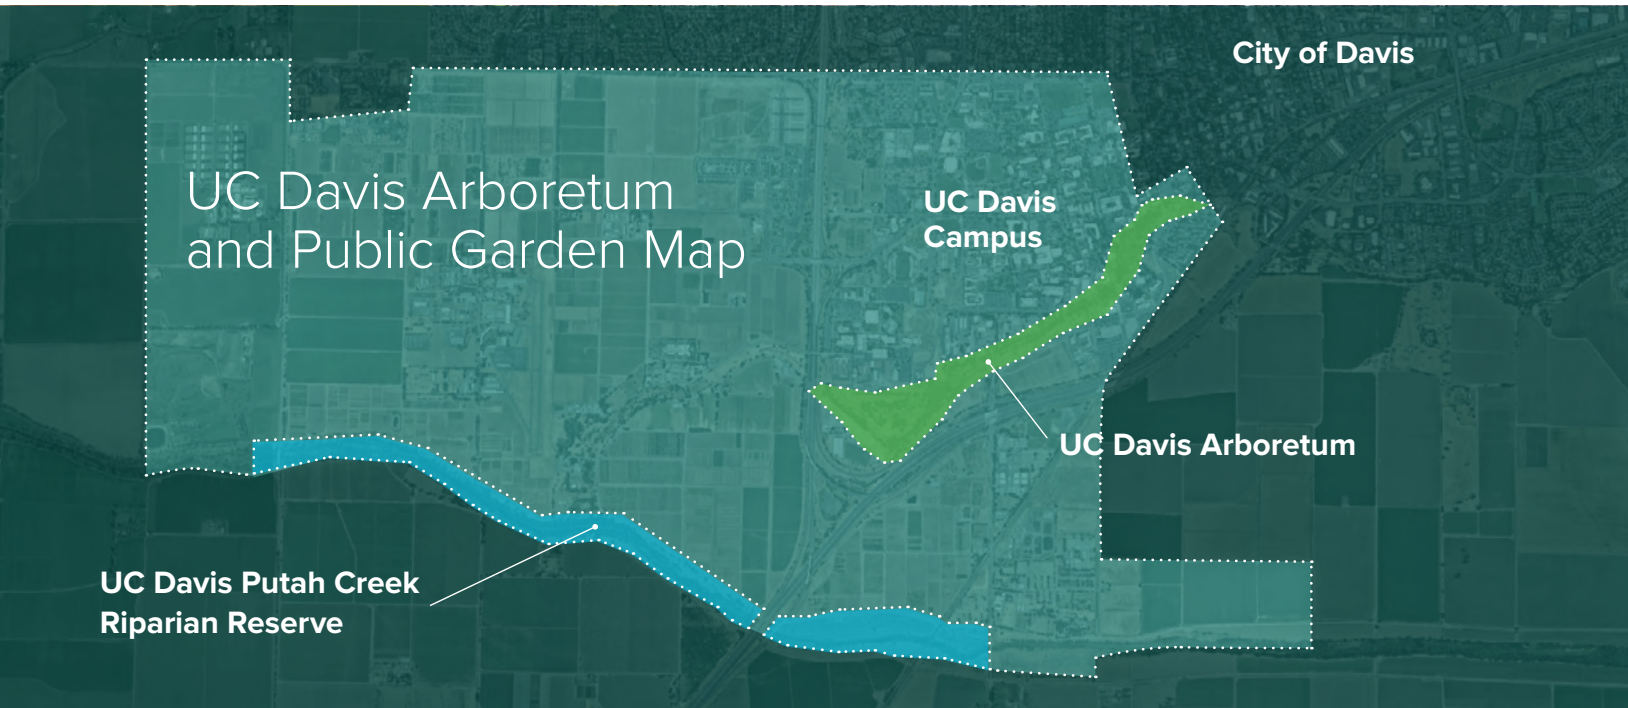 City of Davis
UC Davis Arboretum
and Public Garden Map
UC Davis
Campus
UC Davis Arboretum
UC Davis Putah Creek
Riparian Reserve